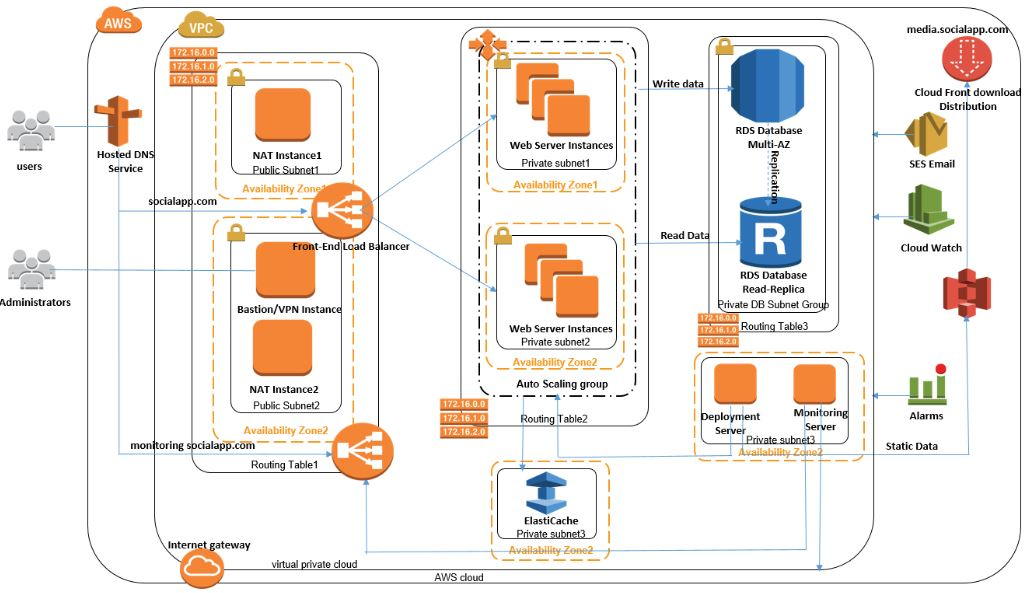 AWS
VPC
172.16.0.0
172.16.1.0
172.16.2.0
users
Hosted DNS
Service
socialapp.com
Administrators
monitoring socialapp.com
NAT Instance1
Public Subnet1
Availability Zone1
Front-End Load Balancer
Bastion/VPN Instance
NAT Instance2
Public Subnet2
Availability Zone2
Routing Table1
Internet gateway
virtual private cloud
AWS cloud
Web Server Instances
Private subnet1
Availability Zone1
Web Server Instances
Private subnet2
Availability Zone2
Auto Scaling group
172.16.0.0
172.16.1.0
172.16.2.0
Routing Table2
ElastiCache
Private subnet3
Availability Zone2
Write data
Read Data
RDS Database
Multi-AZ
Replication
R
RDS Database
Read-Replica
Private DB Subnet Group
172.16.0.0
172.16.1.0
172.16.2.0
Routing Table3
Deployment
Server
Monitoring
Server
Private subnet3
Availability Zone2
media.socialapp.com
Cloud Front download
Distribution
SES Email
Cloud Watch
Alarms
Static Data